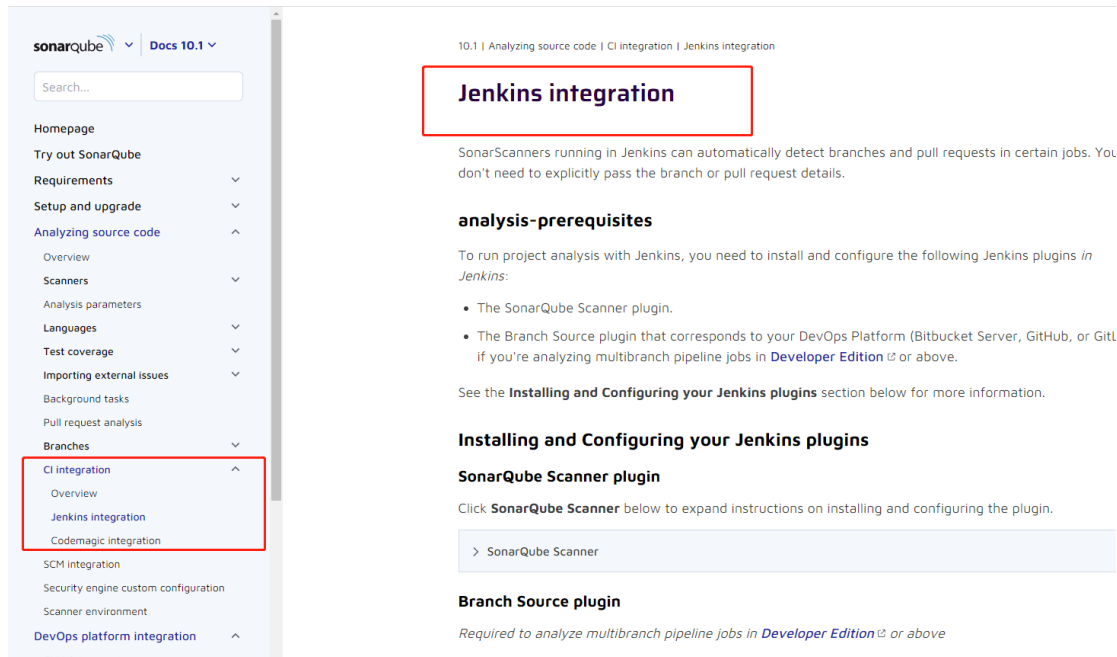 sonarqube
Docs 10.1
Search...
Homepage
Try out SonarQube
Requirements
Setup and upgrade
Analyzing source code
Overview
Scanners
Analysis parameters
Languages
Test coverage
Importing external issues
Background tasks
Pull request analysis
Branches
CI integration
Overview
Jenkins integration
Codemagic integration
SCM integration
Security engine custom configuration
Scanner environment
DevOps platform integration
10.1 | Analyzing source code | CI integration | Jenkins integration
Jenkins integration
SonarScanners running in Jenkins can automatically detect branches and pull requests in certain jobs. You
don't need to explicitly pass the branch or pull request details.
analysis-prerequisites
To run project analysis with Jenkins, you need to install and configure the following Jenkins plugins in
Jenkins:
• The SonarQube Scanner plugin.
• The Branch Source plugin that corresponds to your DevOps Platform (Bitbucket Server, GitHub, or
if you're analyzing multibranch pipeline jobs in Developer Edition or above.
See the Installing and Configuring your Jenkins plugins section below for more information.
Installing and Configuring your Jenkins plugins
SonarQube Scanner plugin
Click SonarQube Scanner below to expand instructions on installing and configuring the plugin.
SonarQube Scanner
Branch Source plugin
Required to analyze multibranch pipeline jobs in Developer Edition or above